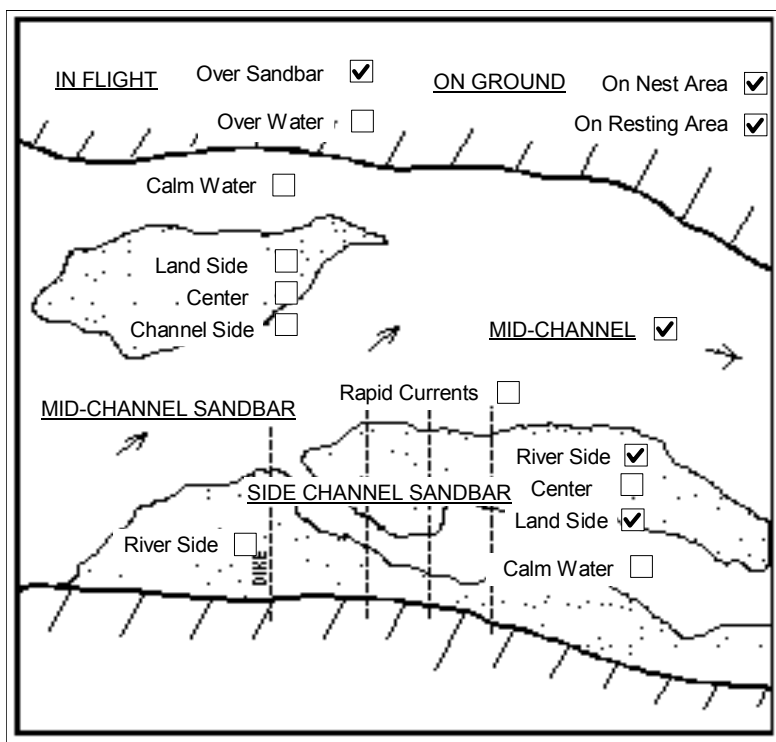 IN FLIGHT Over Sandbar ON GROUND On Nest Area
Over Water On Resting Area
Calm Water
Land Side
Center
Channel Side
MID-CHANNEL
Rapid Currents
MID-CHANNEL SANDBAR
River Side
Center
SIDE CHANNEL SANDBAR
Land Side
River Side
Calm Water
DIKE